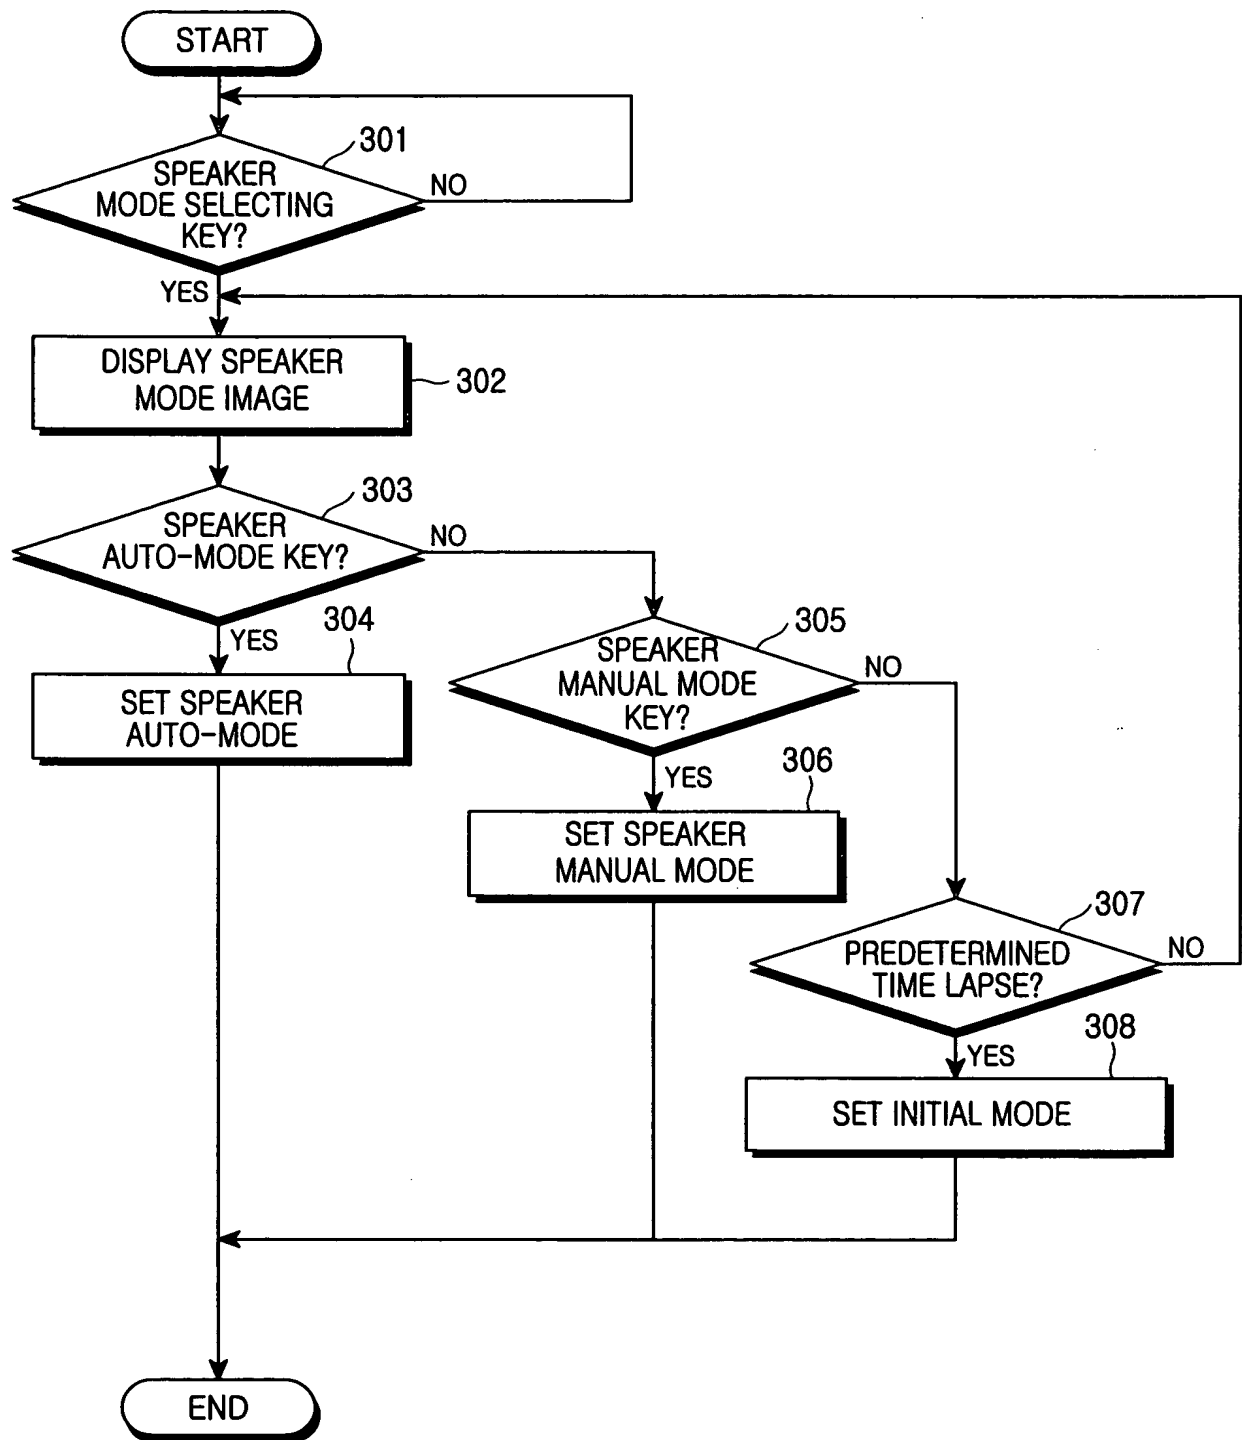 START
301
SPEAKER
MODE SELECTING
KEY?
NO
YES
DISPLAY SPEAKER
MODE IMAGE
302
303
SPEAKER
AUTO-MODE KEY?
NO
YES
304
SET SPEAKER
AUTO-MODE
305
SPEAKER
MANUAL MODE
KEY?
NO
YES
306
SET SPEAKER
MANUAL MODE
307
PREDETERMINED
TIME LAPSE?
NO
YES
308
SET INITIAL MODE
END